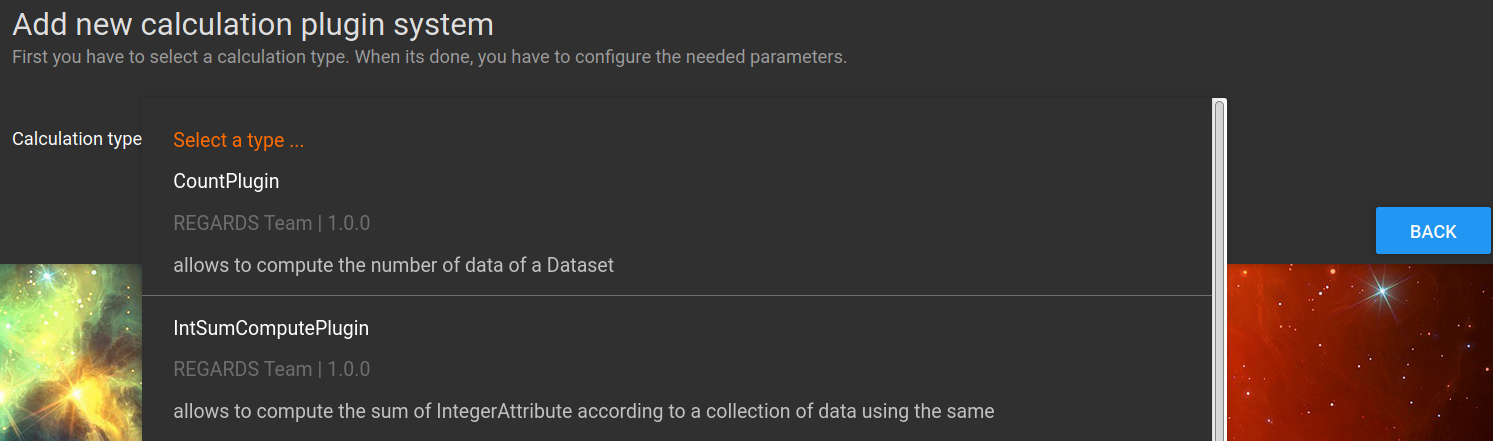 Add new calculation plugin system
First you have to select a calculation type. When its done, you have to configure the needed parameters.
Calculation type
Select a type ...
CountPlugin
REGARDS Team | 1.0.0
BACK
allows to compute the number of data of a Dataset
IntSumComputePlugin
REGARDS Team | 1.0.0
allows to compute the sum of IntegerAttribute according to a collection of data using the same